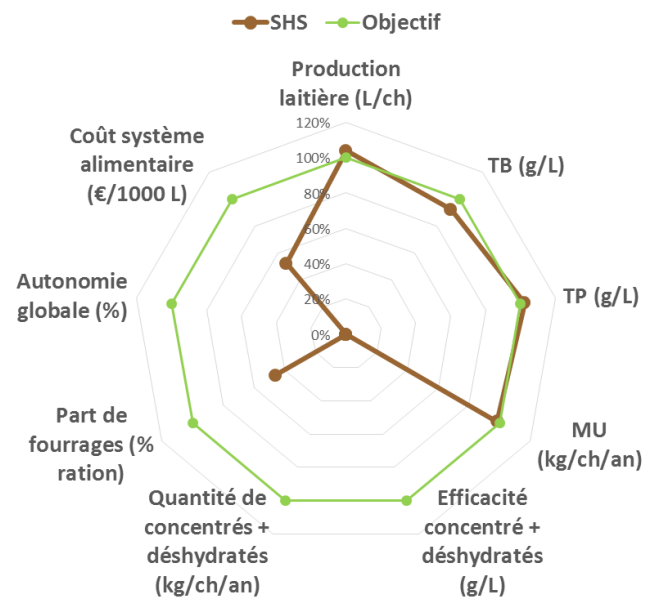 SHS Objectif
Production
laitière (L/ch)
120%
100%
80%
60%
40%
20%
0%
TB (g/L)
TP (g/L)
MU
(kg/ch/an)
Efficacité
concentré +
déshydratés
(g/L)
Quantité de
concentrés +
déshydratés
(kg/ch/an)
Part de
fourrages (%
ration)
Autonomie
globale (%)
Coût système
alimentaire
(€/1000 L)